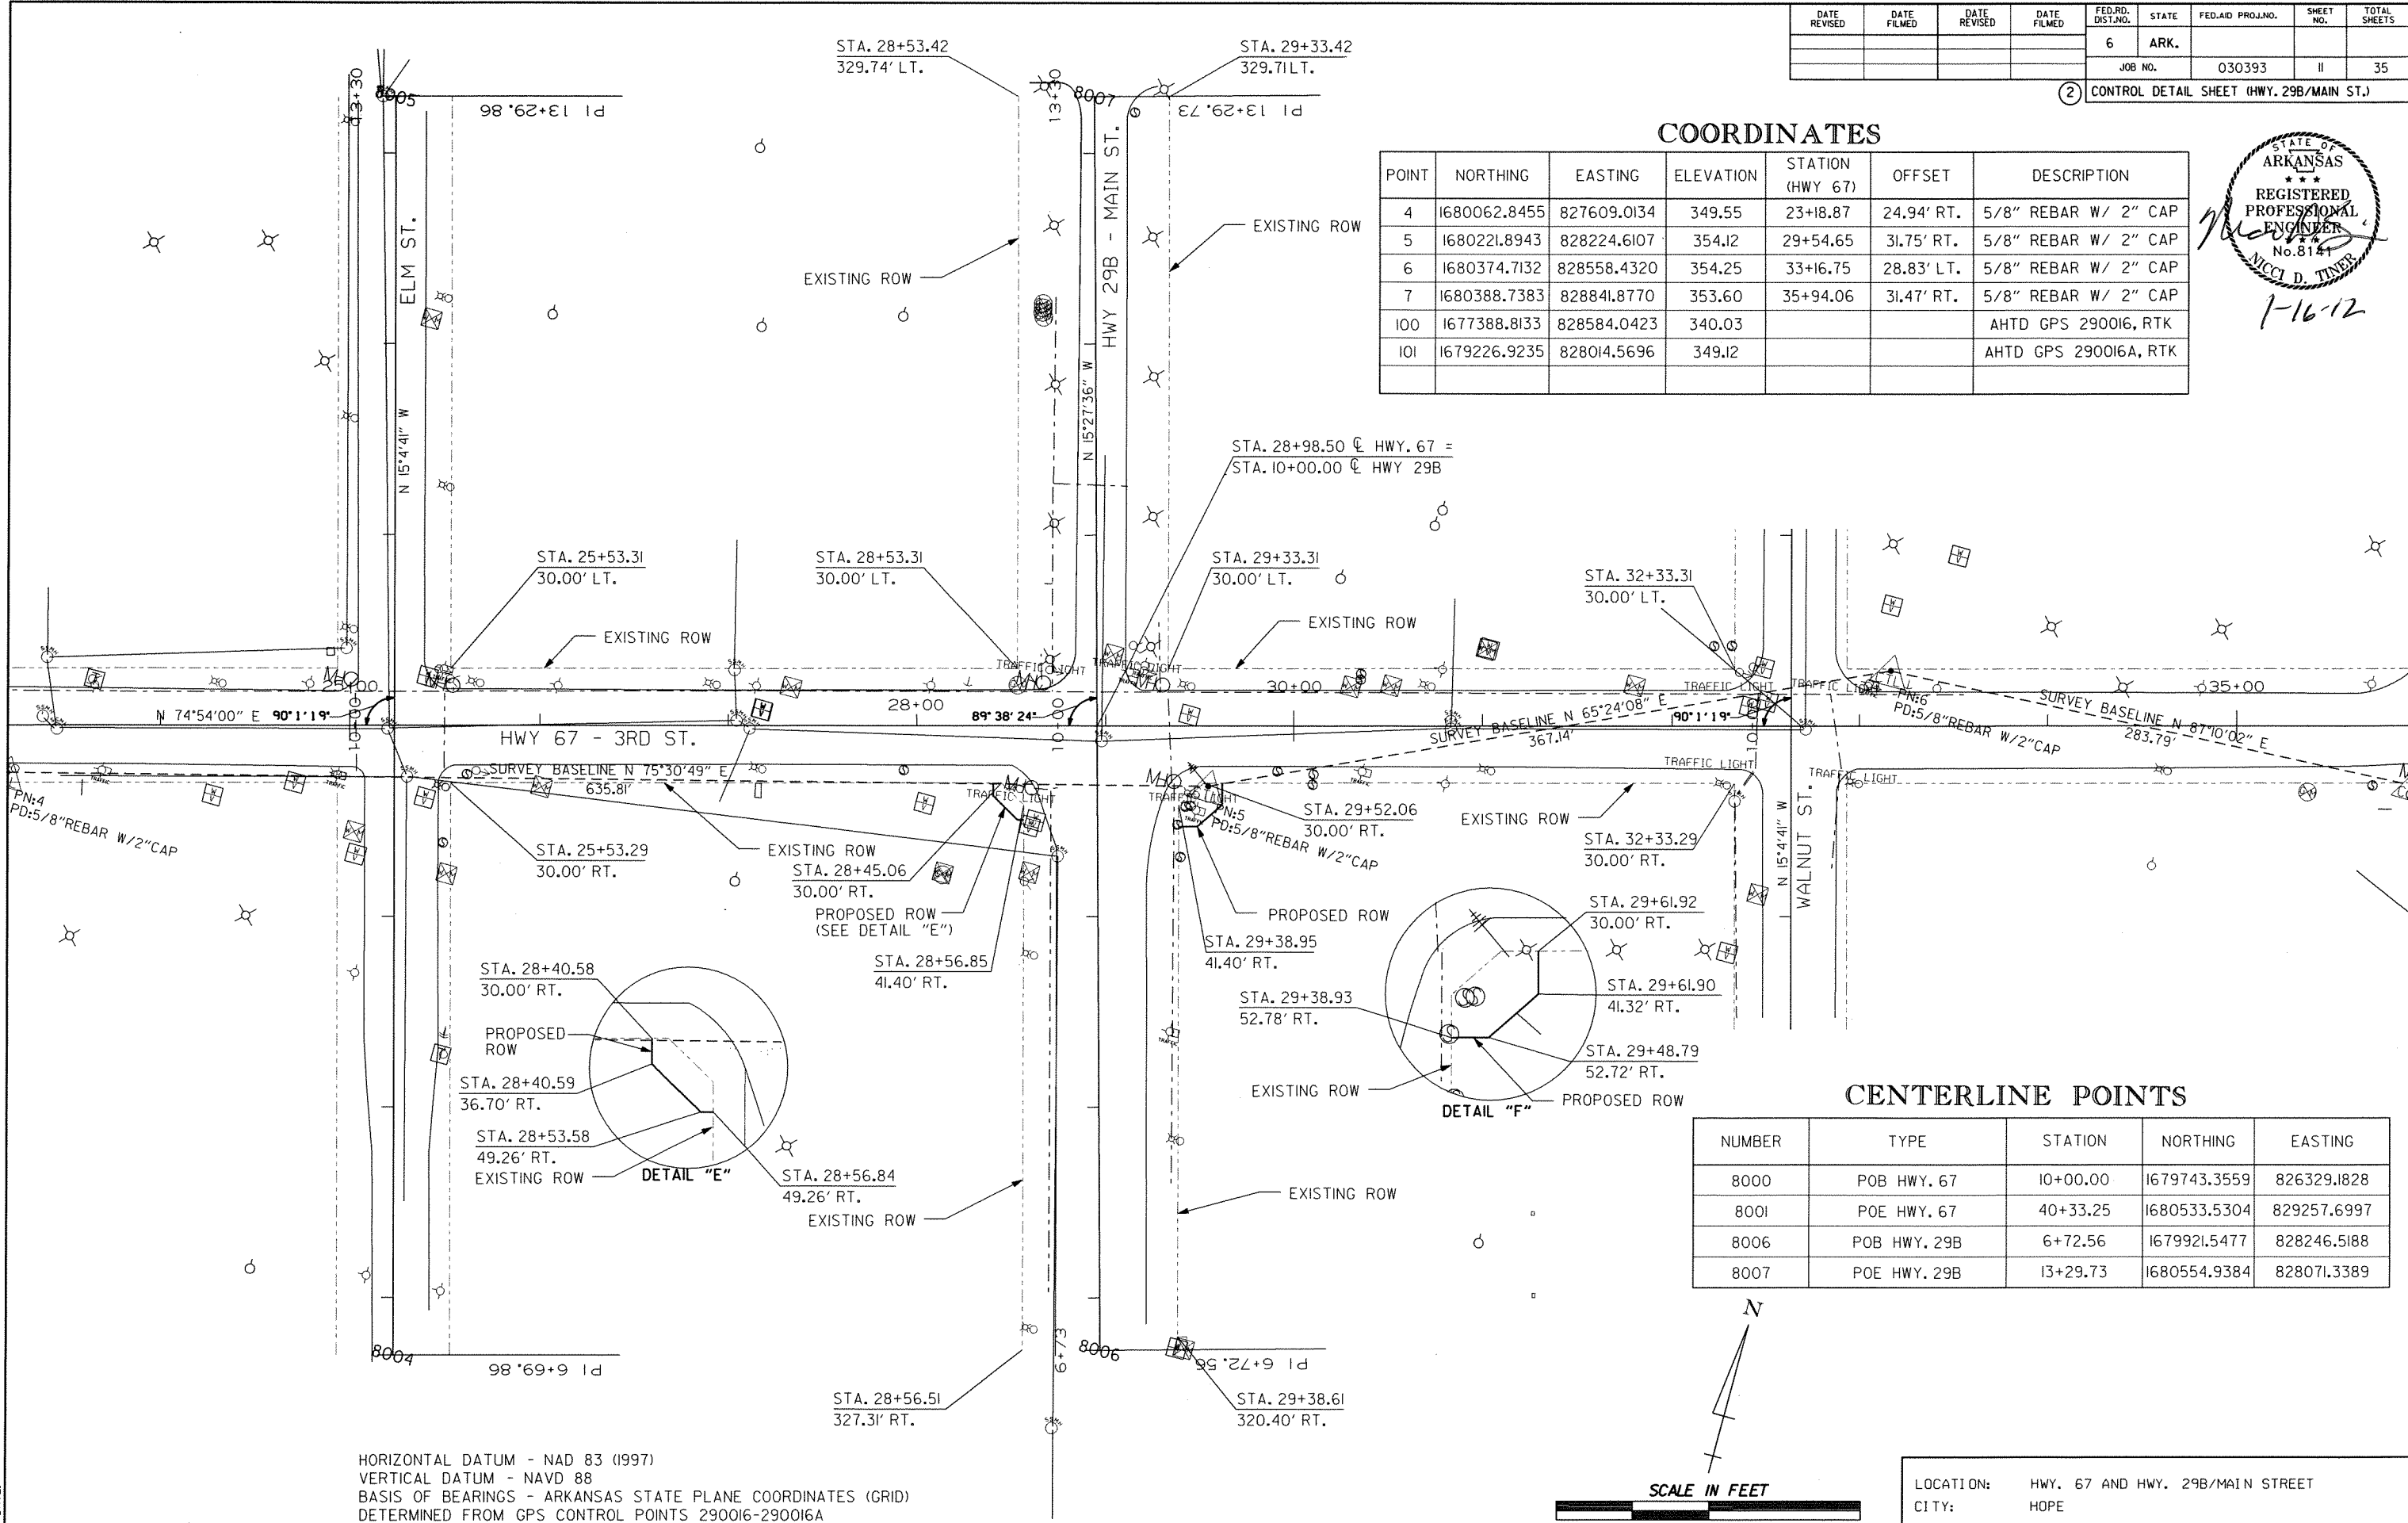 DATE REVISED DATE FILMED DATE REVISED DATE FILMED FED.RD. DIST.NO. STATE FED.AID PROJ.NO. SHEET NO. TOTAL SHEETS
6 ARK.
JOB NO. 030393 11 35
2 CONTROL DETAIL SHEET (HWY. 29B/MAIN ST.)
COORDINATES
POINT NORTHING EASTING ELEVATION STATION (HWY 67) OFFSET DESCRIPTION
4 1680062.8455 827609.0134 349.55 23+18.87 24.94' RT. 5/8" REBAR W/ 2" CAP
5 1680221.8943 828224.6107 354.12 29+54.65 31.75' RT. 5/8" REBAR W/ 2" CAP
6 1680374.7132 828558.4320 354.25 33+16.75 28.83' LT. 5/8" REBAR W/ 2" CAP
7 1680388.7383 828841.8770 353.60 35+94.06 31.47' RT. 5/8" REBAR W/ 2" CAP
100 1677388.8133 828584.0423 340.03 AHTD GPS 290016, RTK
101 1679226.9235 828014.5696 349.12 AHTD GPS 290016A, RTK
STATE OF
ARKANSAS
★ ★ ★
REGISTERED
PROFESSIONAL
ENGINEER
No.8141
NICCI D. TINER
1-16-12
STA. 28+53.42
329.74' LT.
STA. 29+33.42
329.71 LT.
13+30
8005
PI 13+29.86
13+30
8007
PI 13+29.73
ELM ST.
N 15°4'41" W
HWY 29B - MAIN ST.
N 15°27'36" W
EXISTING ROW
EXISTING ROW
STA. 28+98.50 ℄ HWY. 67 =
STA. 10+00.00 ℄ HWY 29B
STA. 25+53.31
30.00' LT.
STA. 28+53.31
30.00' LT.
STA. 29+33.31
30.00' LT.
STA. 32+33.31
30.00' LT.
EXISTING ROW
EXISTING ROW
TRAFFIC LIGHT
TRAFFIC LIGHT
TRAFFIC LIGHT
TRAFFIC LIGHT
25+00
28+00
30+00
35+00
N 74°54'00" E
90°1'19"
89°38'24"
90°1'19"
10+00
10+00
10+00
HWY 67 - 3RD ST.
SURVEY BASELINE N 75°30'49" E
635.81'
SURVEY BASELINE N 65°24'08" E
367.14'
SURVEY BASELINE N 87°10'02" E
283.79'
PN:6
PD:5/8"REBAR W/2"CAP
PN:4
PD:5/8"REBAR W/2"CAP
PN:5
PD:5/8"REBAR W/2"CAP
TRAFFIC LIGHT
TRAFFIC LIGHT
TRAFFIC LIGHT
TRAFFIC LIGHT
STA. 25+53.29
30.00' RT.
EXISTING ROW
STA. 28+45.06
30.00' RT.
PROPOSED ROW
(SEE DETAIL "E")
STA. 28+56.85
41.40' RT.
STA. 29+52.06
30.00' RT.
EXISTING ROW
STA. 32+33.29
30.00' RT.
N 15°4'41" W
WALNUT ST.
PROPOSED ROW
STA. 29+38.95
41.40' RT.
STA. 29+61.92
30.00' RT.
STA. 29+61.90
41.32' RT.
STA. 29+38.93
52.78' RT.
STA. 29+48.79
52.72' RT.
EXISTING ROW
PROPOSED ROW
DETAIL "F"
STA. 28+40.58
30.00' RT.
PROPOSED
ROW
STA. 28+40.59
36.70' RT.
STA. 28+53.58
49.26' RT.
EXISTING ROW
DETAIL "E"
STA. 28+56.84
49.26' RT.
EXISTING ROW
EXISTING ROW
CENTERLINE POINTS
NUMBER TYPE STATION NORTHING EASTING
8000 POB HWY. 67 10+00.00 1679743.3559 826329.1828
8001 POE HWY. 67 40+33.25 1680533.5304 829257.6997
8006 POB HWY. 29B 6+72.56 1679921.5477 828246.5188
8007 POE HWY. 29B 13+29.73 1680554.9384 828071.3389
8004
PI 6+69.86
6+73
8006
PI 6+72.56
STA. 28+56.51
327.31' RT.
STA. 29+38.61
320.40' RT.
N
HORIZONTAL DATUM - NAD 83 (1997)
VERTICAL DATUM - NAVD 88
BASIS OF BEARINGS - ARKANSAS STATE PLANE COORDINATES (GRID)
DETERMINED FROM GPS CONTROL POINTS 290016-290016A
SCALE IN FEET
LOCATION: HWY. 67 AND HWY. 29B/MAIN STREET
CITY: HOPE